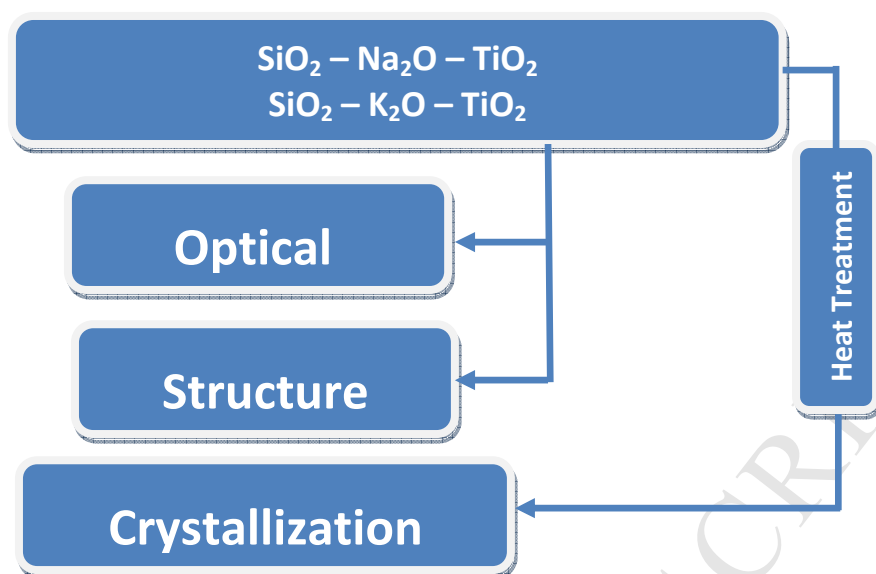 SiO₂ – Na₂O – TiO₂
SiO₂ – K₂O – TiO₂
Optical
Structure
Crystallization
Heat Treatment